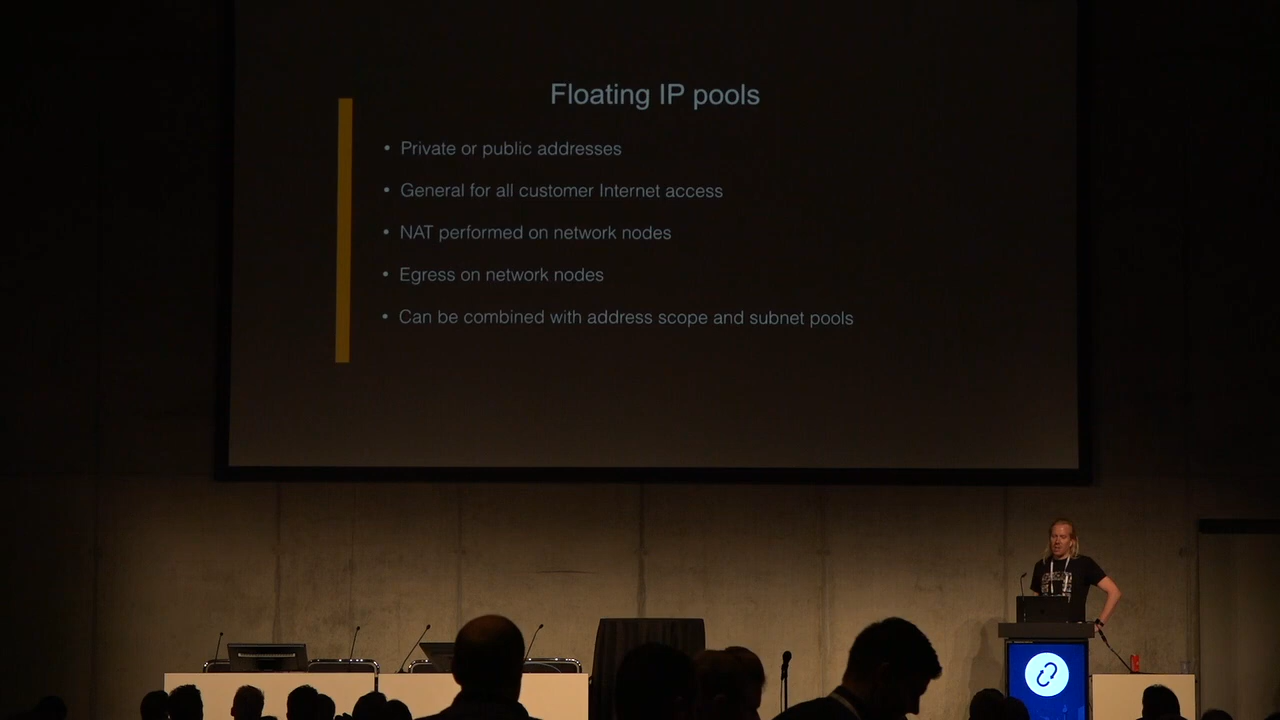 Floating IP pools
• Private or public addresses
• General for all customer Internet access
• NAT performed on network nodes
• Egress on network nodes
• Can be combined with address scope and subnet pools